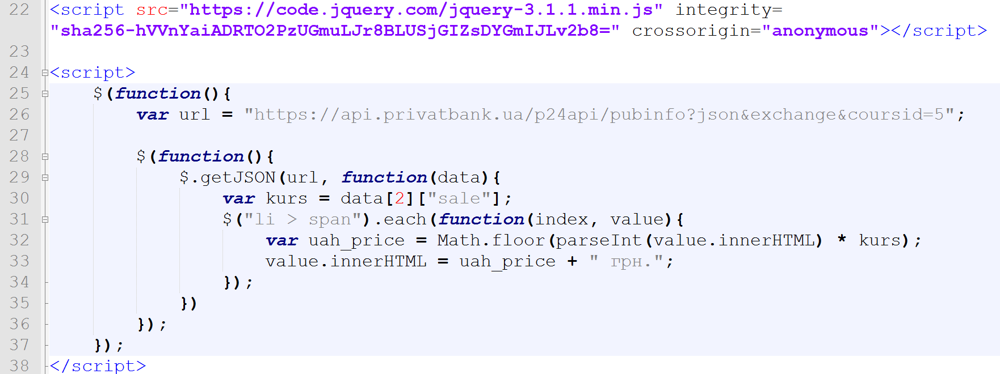 22 <script src="https://code.jquery.com/jquery-3.1.1.min.js" integrity=
"sha256-hVVnYaiADRTO2PzUGmuLJr8BLUSjGIZsDYGmIJLv2b8=" crossorigin="anonymous"></script>
23
24 <script>
25 $(function(){
26 var url = "https://api.privatbank.ua/p24api/pubinfo?json&exchange&coursid=5";
27
28 $(function(){
29 $.getJSON(url, function(data){
30 var kurs = data[2]["sale"];
31 $("li > span").each(function(index, value){
32 var uah_price = Math.floor(parseInt(value.innerHTML) * kurs);
33 value.innerHTML = uah_price + " грн.";
34 });
35 })
36 });
37 });
38 </script>